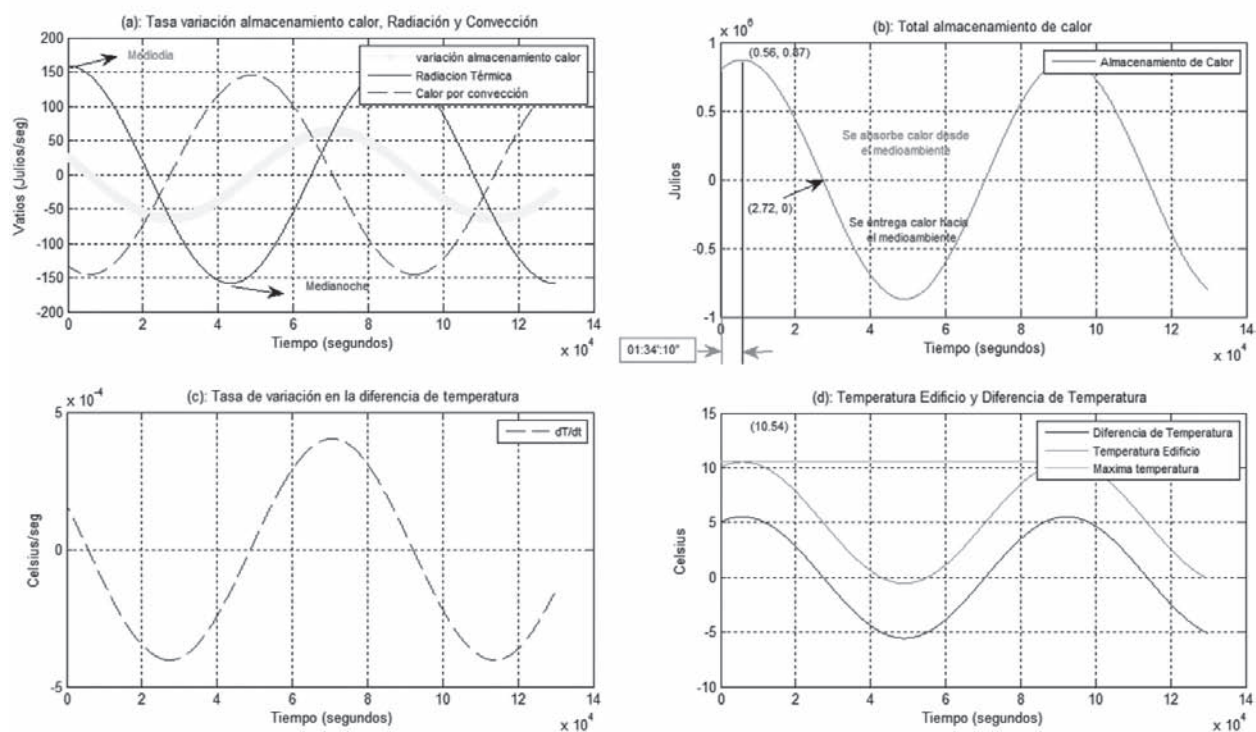 (a): Tasa variación almacenamiento calor, Radiación y Convección
200
150
100
50
0
-50
-100
-150
-200
Vatios (Julios/seg)
Mediodia
variación almacenamiento calor
Radiacion Térmica
Calor por convección
Medianoche
0 2 4 6 8 10 12 14
Tiempo (segundos)
x 10^4
(b): Total almacenamiento de calor
x 10^6
1
0.5
0
-0.5
-1
Julios
(0.56, 0.87)
Almacenamiento de Calor
Se absorbe calor desde
el medioambiente
(2.72, 0)
Se entrega calor hacia
el medioambiente
0 2 4 6 8 10 12 14
Tiempo (segundos)
x 10^4
01:34':10"
(c): Tasa de variación en la diferencia de temperatura
x 10^-4
5
0
-5
Celsius/seg
dT/dt
0 2 4 6 8 10 12 14
Tiempo (segundos)
x 10^4
(d): Temperatura Edificio y Diferencia de Temperatura
15
10
5
0
-5
-10
Celsius
(10.54)
Diferencia de Temperatura
Temperatura Edificio
Maxima temperatura
0 2 4 6 8 10 12 14
Tiempo (segundos)
x 10^4